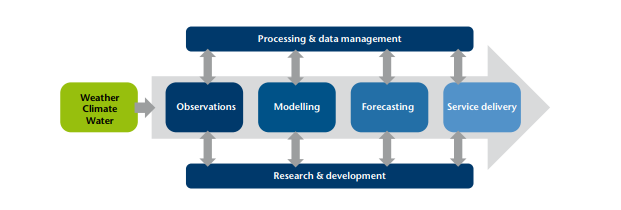 Processing & data management
Weather
Climate
Water
Observations
Modelling
Forecasting
Service delivery
Research & development